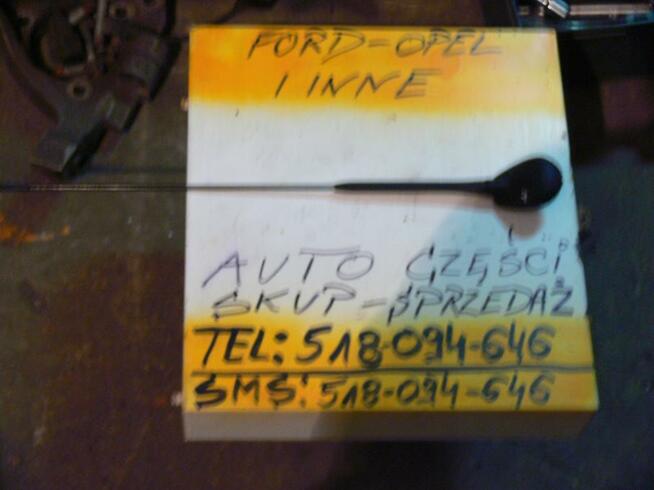 FORD-OPEL
I INNE
AUTO CZĘŚCI
SKUP-SPRZEDAŻ
TEL: 518-094-646
SMS: 518-094-646